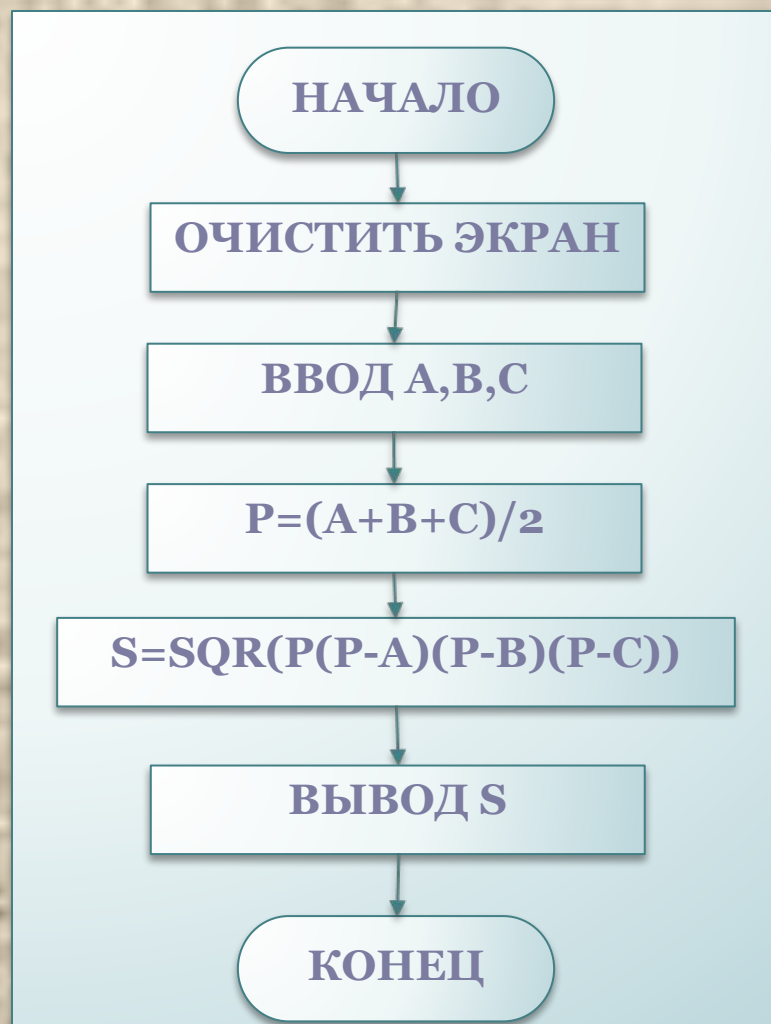 НАЧАЛО
ОЧИСТИТЬ ЭКРАН
ВВОД A,B,C
P=(A+B+C)/2
S=SQR(P(P-A)(P-B)(P-C))
ВЫВОД S
КОНЕЦ